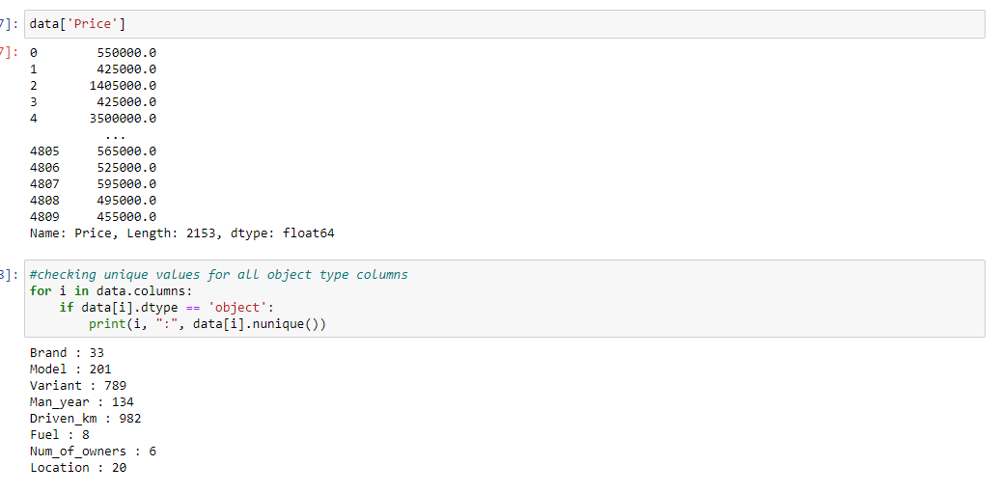 7]: data['Price']
7]: 0 550000.0
1 425000.0
2 1405000.0
3 425000.0
4 3500000.0
...
4805 565000.0
4806 525000.0
4807 595000.0
4808 495000.0
4809 455000.0
Name: Price, Length: 2153, dtype: float64
8]: #checking unique values for all object type columns
for i in data.columns:
    if data[i].dtype == 'object':
        print(i, ":", data[i].nunique())
Brand : 33
Model : 201
Variant : 789
Man_year : 134
Driven_km : 982
Fuel : 8
Num_of_owners : 6
Location : 20